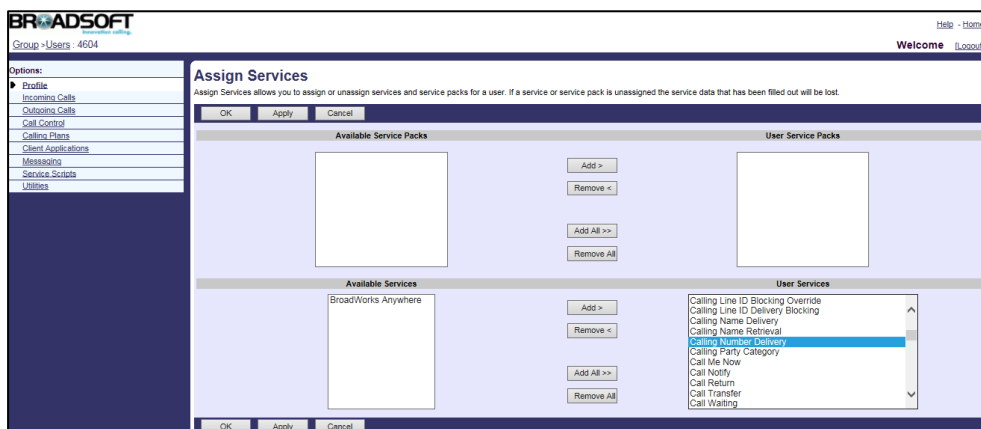 BROADSOFT
innovation calling.
Help - Home
Group >Users : 4604
Welcome [Logout
Options:
Profile
Incoming Calls
Outgoing Calls
Call Control
Calling Plans
Client Applications
Messaging
Service Scripts
Utilities
Assign Services
Assign Services allows you to assign or unassign services and service packs for a user. If a service or service pack is unassigned the service data that has been filled out will be lost.
OK Apply Cancel
Available Service Packs User Service Packs
Add >
Remove <
Add All >>
Remove All
Available Services User Services
BroadWorks Anywhere
Add >
Remove <
Add All >>
Remove All
Calling Line ID Blocking Override
Calling Line ID Delivery Blocking
Calling Name Delivery
Calling Name Retrieval
Calling Number Delivery
Calling Party Category
Call Me Now
Call Notify
Call Return
Call Transfer
Call Waiting
OK Apply Cancel